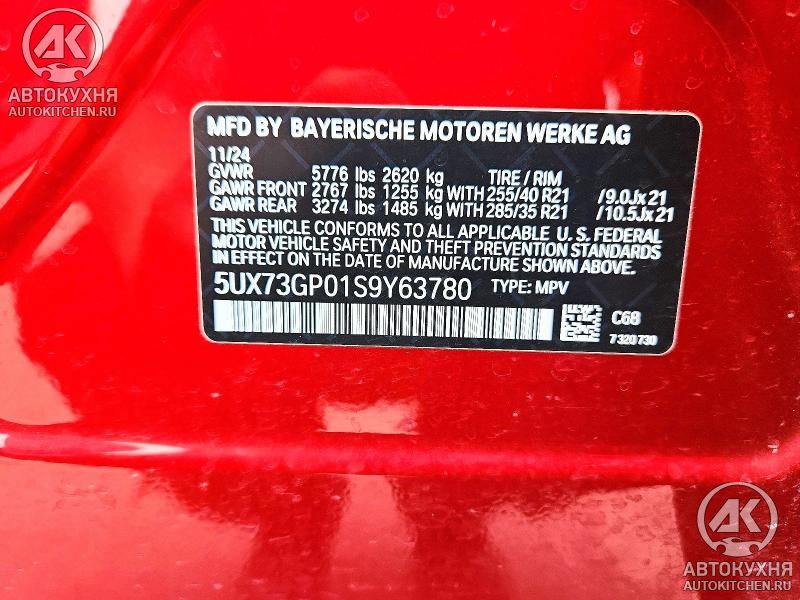 АК
АВТОКУХНЯ
AUTOKITCHEN.RU
MFD BY BAYERISCHE MOTOREN WERKE AG
11/24
GVWR 5776 lbs 2620 kg TIRE / RIM
GAWR FRONT 2767 lbs 1255 kg WITH 255/40 R21 /9.0Jx21
GAWR REAR 3274 lbs 1485 kg WITH 285/35 R21 /10.5Jx21
THIS VEHICLE CONFORMS TO ALL APPLICABLE U. S. FEDERAL
MOTOR VEHICLE SAFETY AND THEFT PREVENTION STANDARDS
IN EFFECT ON THE DATE OF MANUFACTURE SHOWN ABOVE.
5UX73GP01S9Y63780 TYPE: MPV
C68
7320730
АК
АВТОКУХНЯ
AUTOKITCHEN.RU